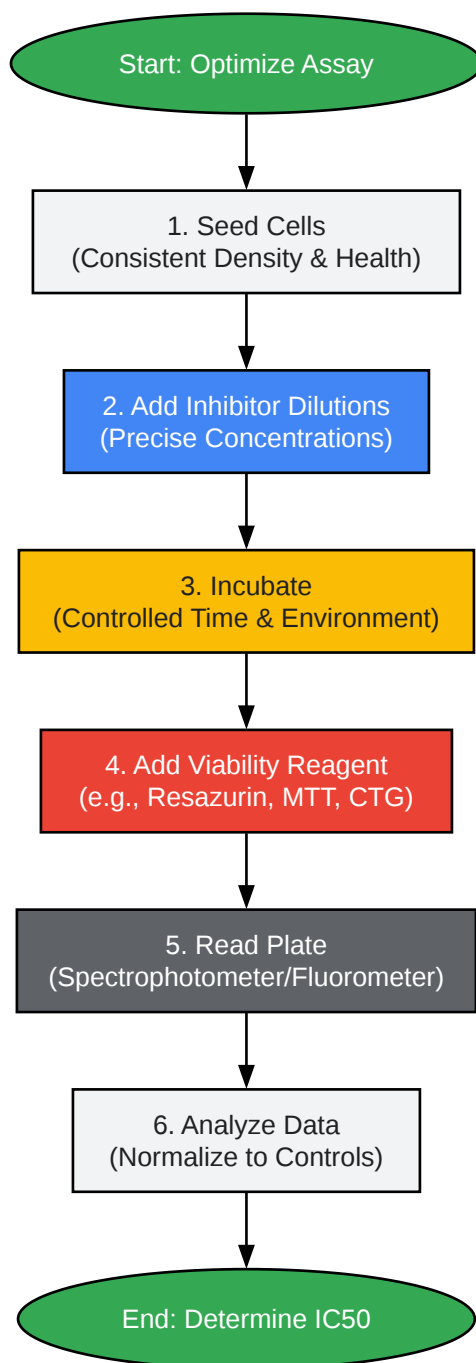 Start: Optimize Assay
1. Seed Cells
(Consistent Density & Health)
2. Add Inhibitor Dilutions
(Precise Concentrations)
3. Incubate
(Controlled Time & Environment)
4. Add Viability Reagent
(e.g., Resazurin, MTT, CTG)
5. Read Plate
(Spectrophotometer/Fluorometer)
6. Analyze Data
(Normalize to Controls)
End: Determine IC50